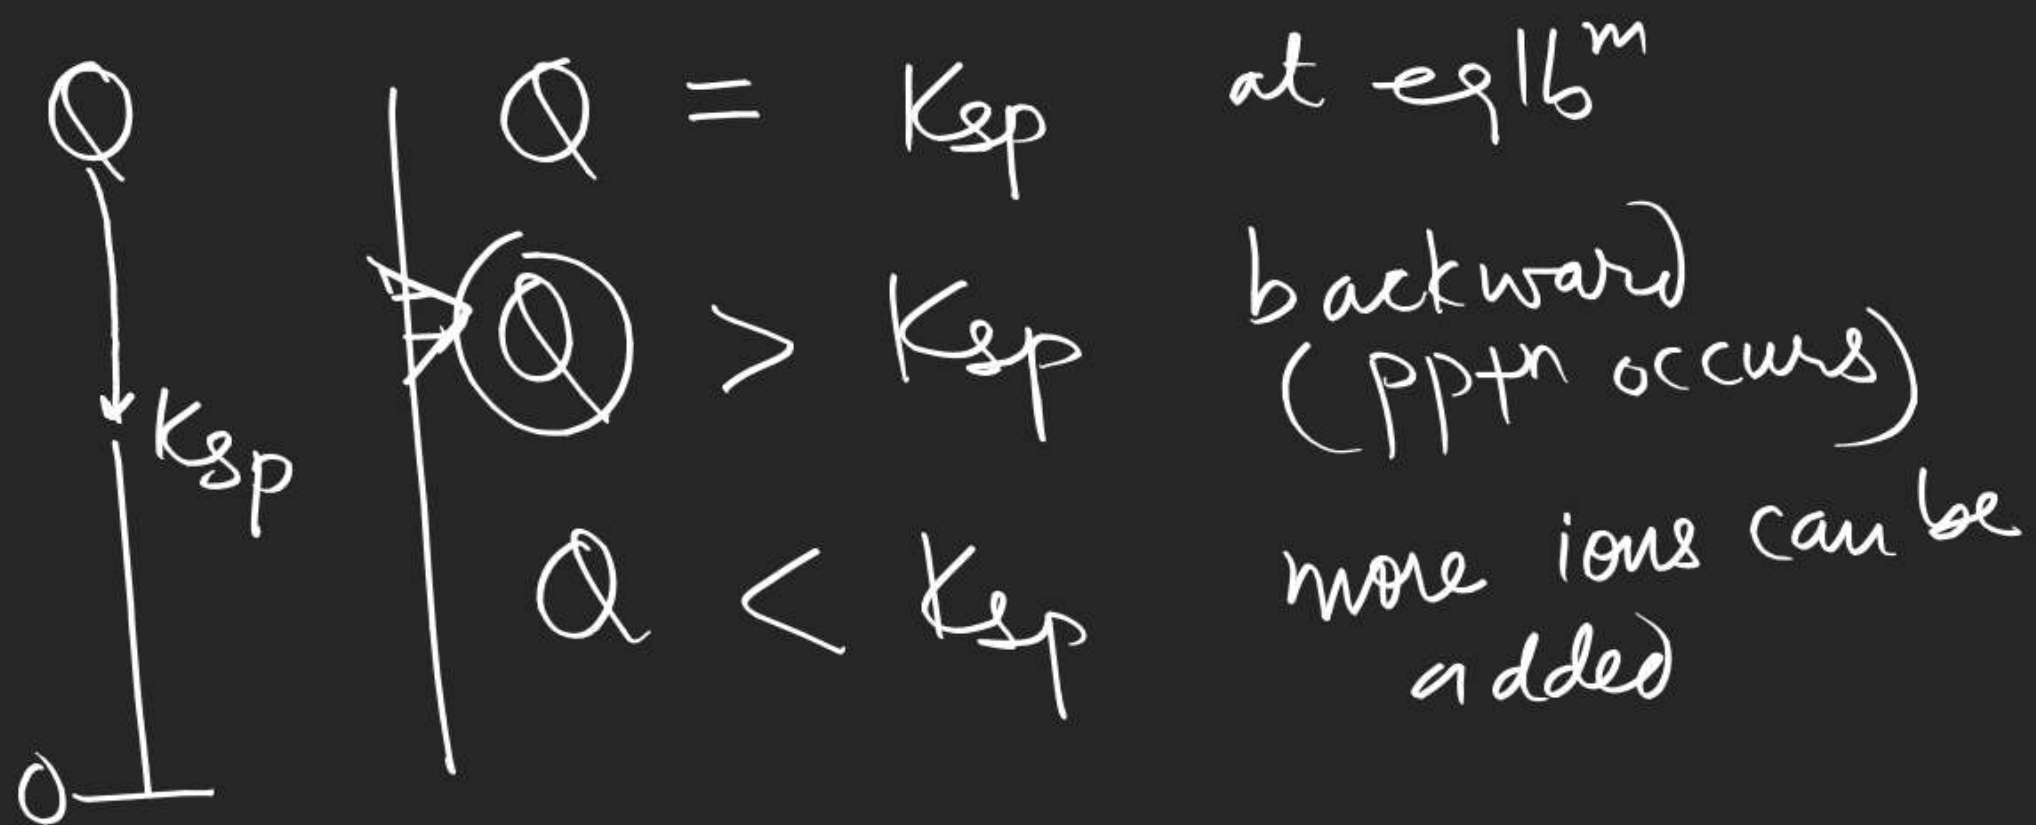 Q
Ksp
0
Q = Ksp at eqlbᵐ
Q > Ksp backward
(pptn occurs)
Q < Ksp more ions can be
added